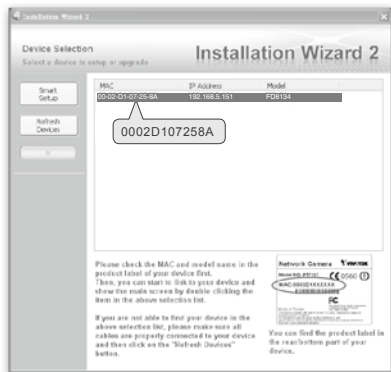 Installation Wizard 2
Device Selection
Select a device to setup or upgrade
Installation Wizard 2
Smart
Setup
Refresh
Devices
MAC IP Address Model
00-02-D1-07-25-8A 192.168.5.151 FD8134
0002D107258A
Please check the MAC and model name in the
product label of your device first.
Then, you can start to link to your device and
show the main screen by double clicking the
item in the above selection list.
If you are not able to find your device in the
above selection list, please make sure all
cables are properly connected to your device
and then click on the "Refresh Devices"
button.
Network Camera VIVOTEK
0560
FC
You can find the product label in
the rear/bottom part of your
device.